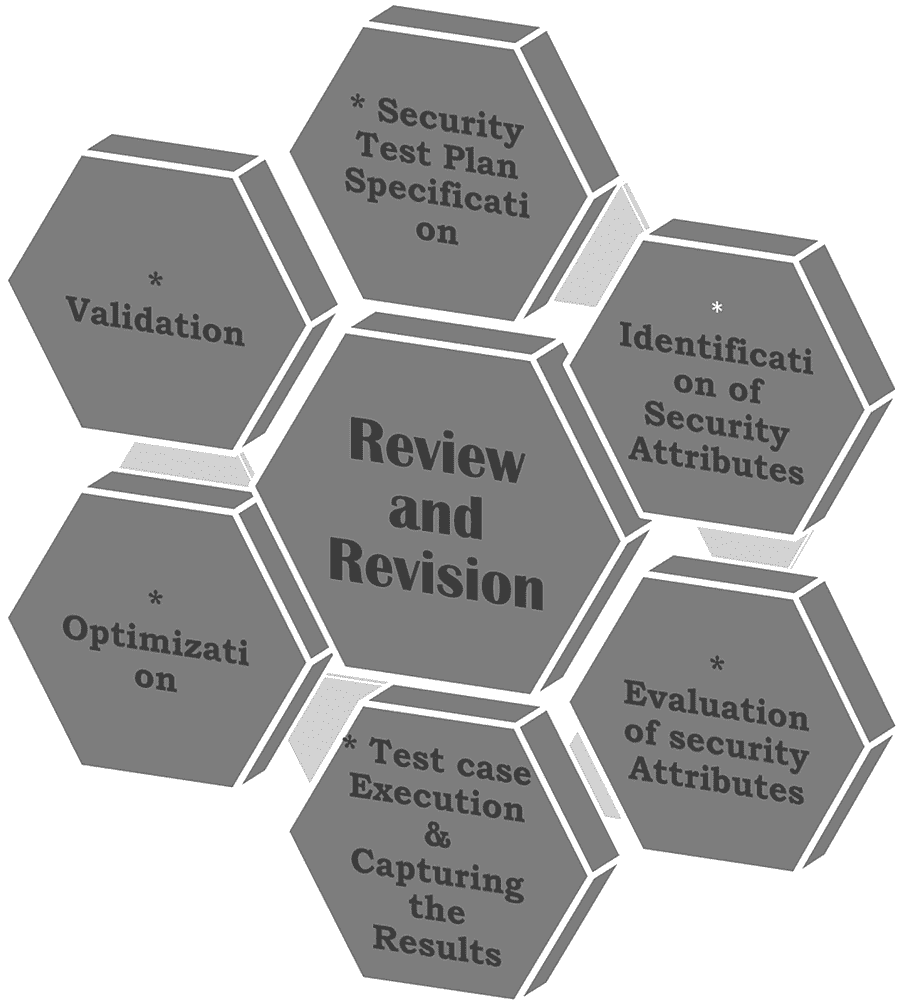 * Security
Test Plan
Specificati
on
*
Identificati
on of
Security
Attributes
*
Evaluation
of security
Attributes
* Test case
Execution
&
Capturing
the
Results
*
Optimizati
on
*
Validation
Review
and
Revision